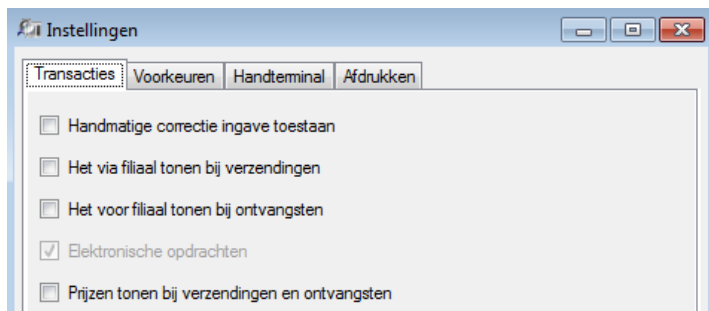 Instellingen
Transacties Voorkeuren Handterminal Afdrukken
Handmatige correctie ingave toestaan
Het via filiaal tonen bij verzendingen
Het voor filiaal tonen bij ontvangsten
Elektronische opdrachten
Prijzen tonen bij verzendingen en ontvangsten